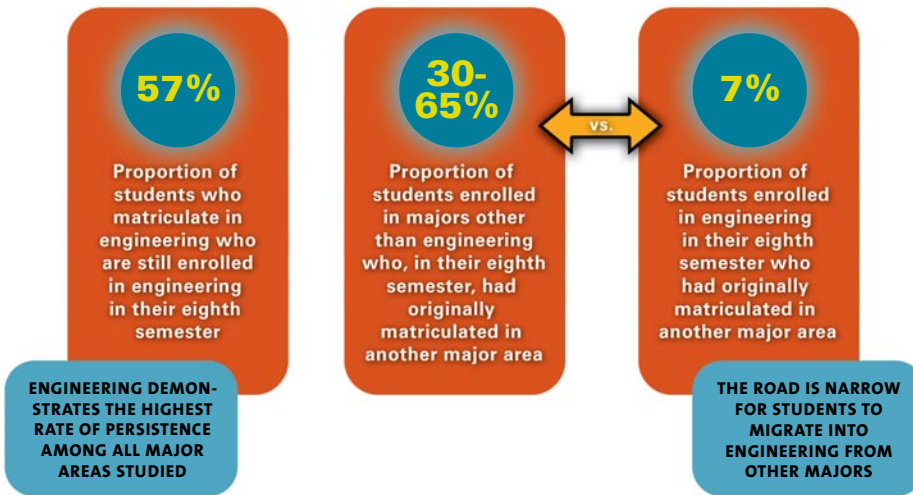 57%
Proportion of
students who
matriculate in
engineering who
are still enrolled
in engineering
in their eighth
semester
ENGINEERING DEMON-
STRATES THE HIGHEST
RATE OF PERSISTENCE
AMONG ALL MAJOR
AREAS STUDIED
30-
65%
Proportion of
students enrolled
in majors other
than engineering
who, in their eighth
semester, had
originally
matriculated in
another major area
vs.
7%
Proportion of
students enrolled
in engineering
in their eighth
semester who
had originally
matriculated in
another major area
THE ROAD IS NARROW
FOR STUDENTS TO
MIGRATE INTO
ENGINEERING FROM
OTHER MAJORS